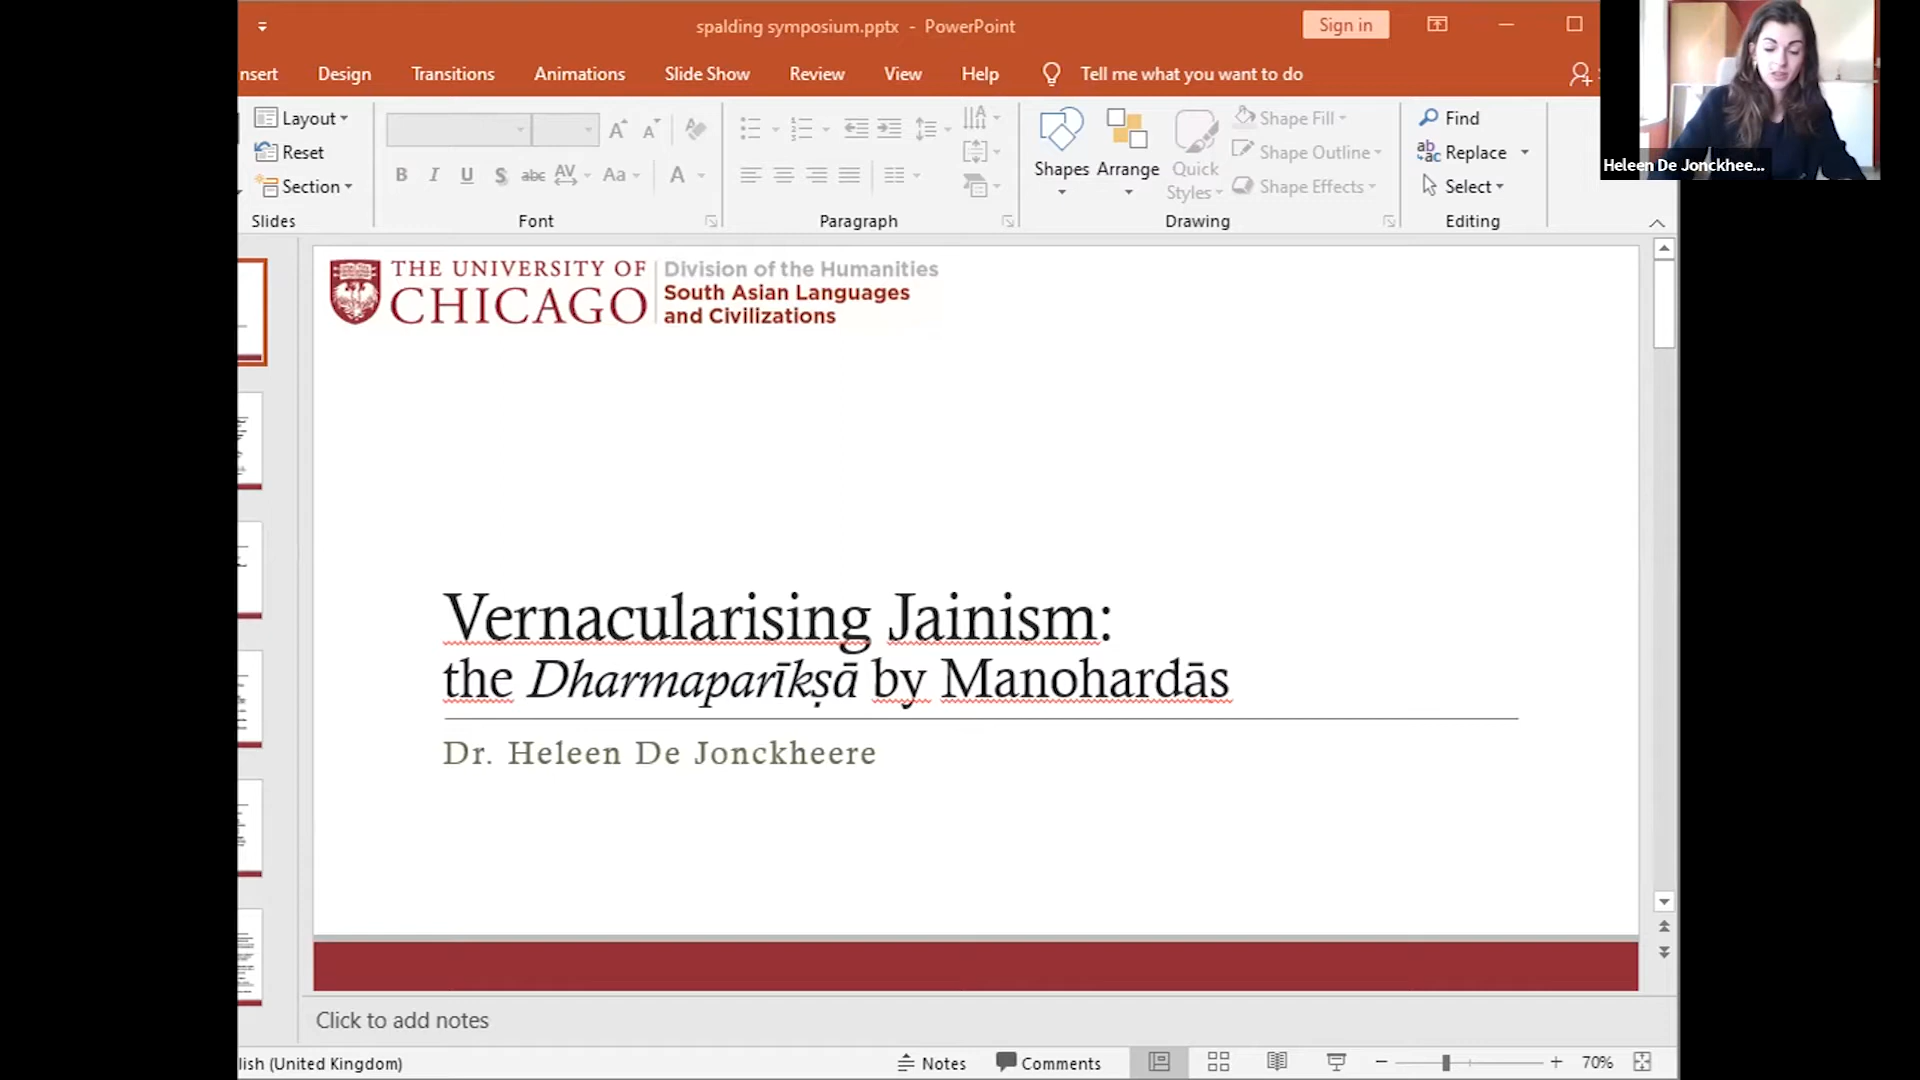 spalding symposium.pptx - PowerPoint
Sign in
nsert Design Transitions Animations Slide Show Review View Help Tell me what you want to do
Layout
Reset
Section
Slides
B I U S abc AV Aa A
Font
Paragraph
Shapes Arrange Quick Styles
Shape Fill
Shape Outline
Shape Effects
Drawing
Find
Replace
Select
Editing
Heleen De Jonckhee...
THE UNIVERSITY OF
CHICAGO
Division of the Humanities
South Asian Languages
and Civilizations
Vernacularising Jainism:
the Dharmaparīkṣā by Manohardās
Dr. Heleen De Jonckheere
Click to add notes
lish (United Kingdom) Notes Comments 70%